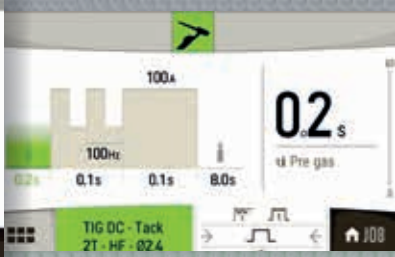 100A
100Hz
0.2s 0.1s 0.1s 8.0s
0.2 s
Pre gas
TIG DC - Tack
2T - HF - Ø2.4
JOB